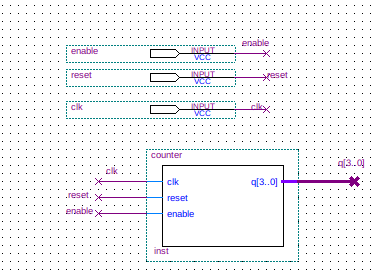 enable
enable INPUT
VCC
reset INPUT reset
VCC
clk INPUT clk
VCC
counter
q[3..0]
clk
clk q[3..0]
reset reset
enable enable
inst